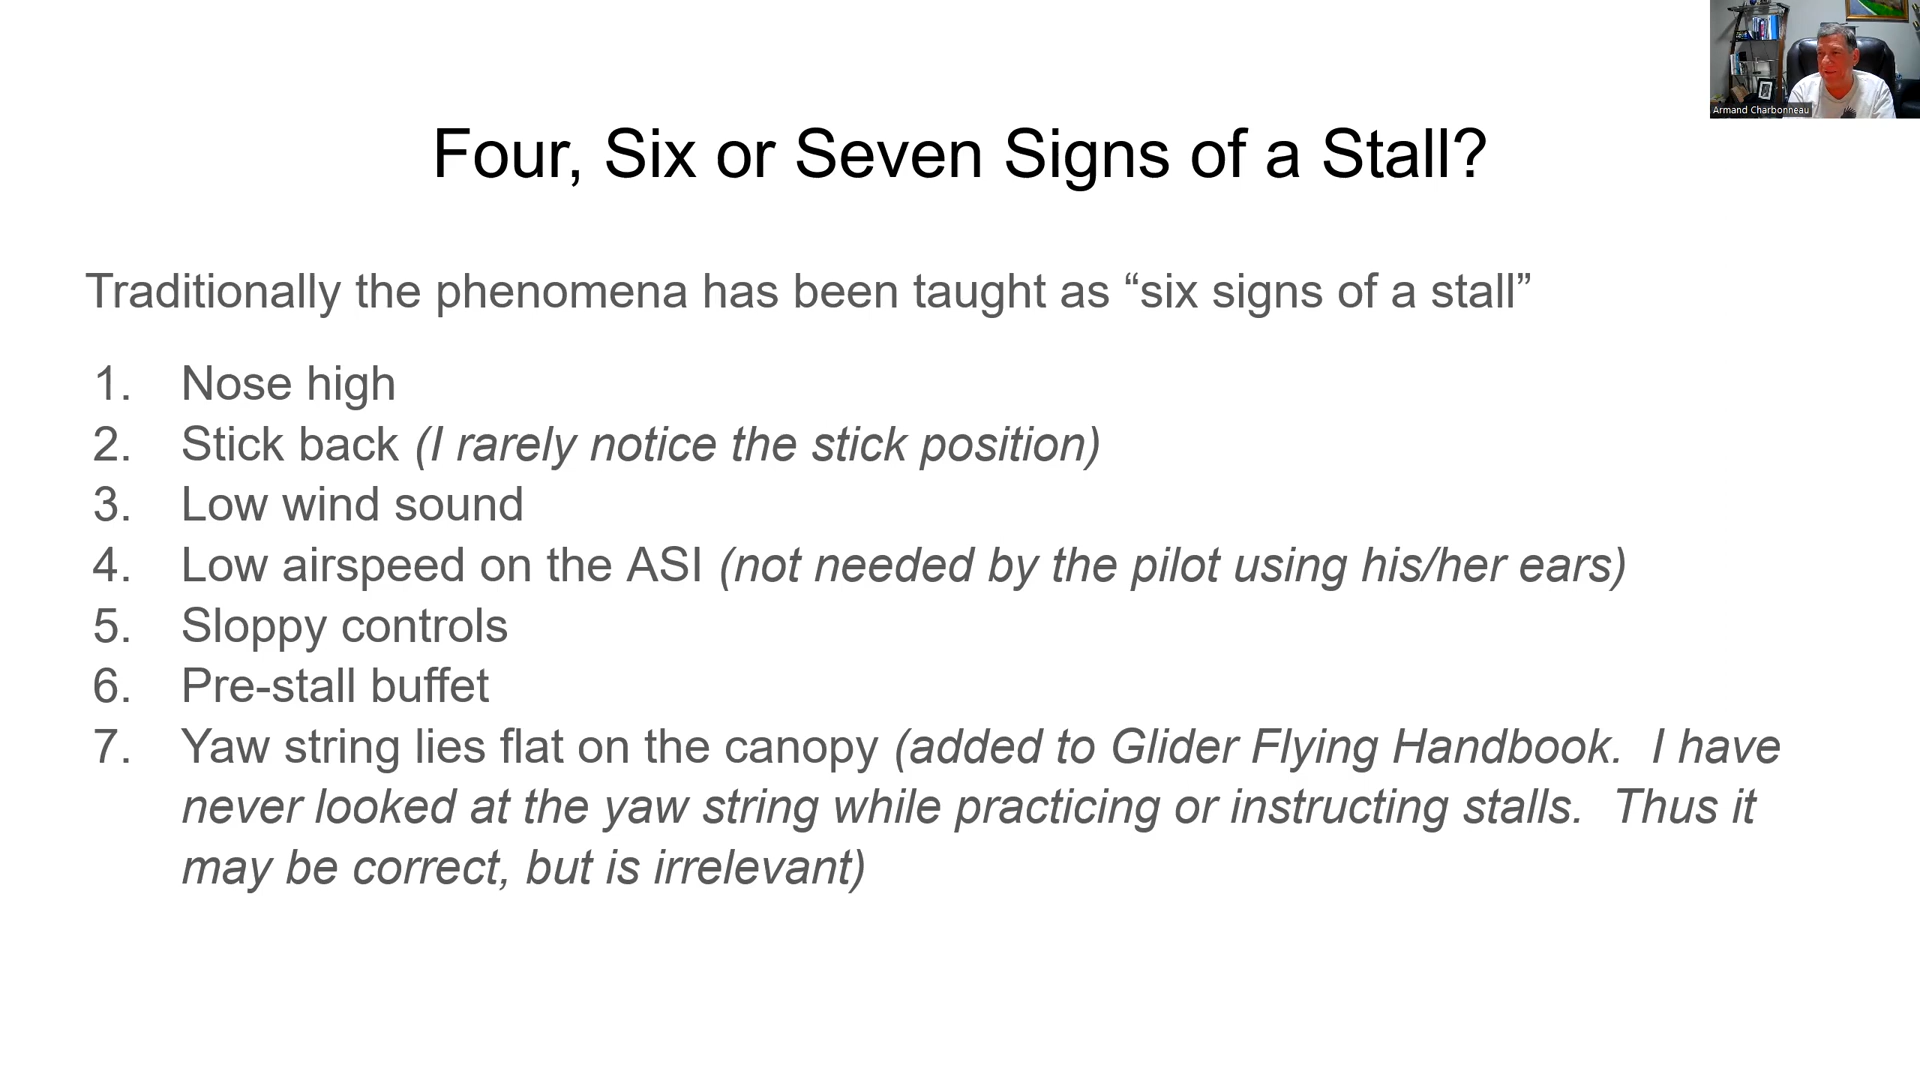 Armand Charbonneau
Four, Six or Seven Signs of a Stall?
Traditionally the phenomena has been taught as “six signs of a stall”
1. Nose high
2. Stick back (I rarely notice the stick position)
3. Low wind sound
4. Low airspeed on the ASI (not needed by the pilot using his/her ears)
5. Sloppy controls
6. Pre-stall buffet
7. Yaw string lies flat on the canopy (added to Glider Flying Handbook.  I have
never looked at the yaw string while practicing or instructing stalls.  Thus it
may be correct, but is irrelevant)